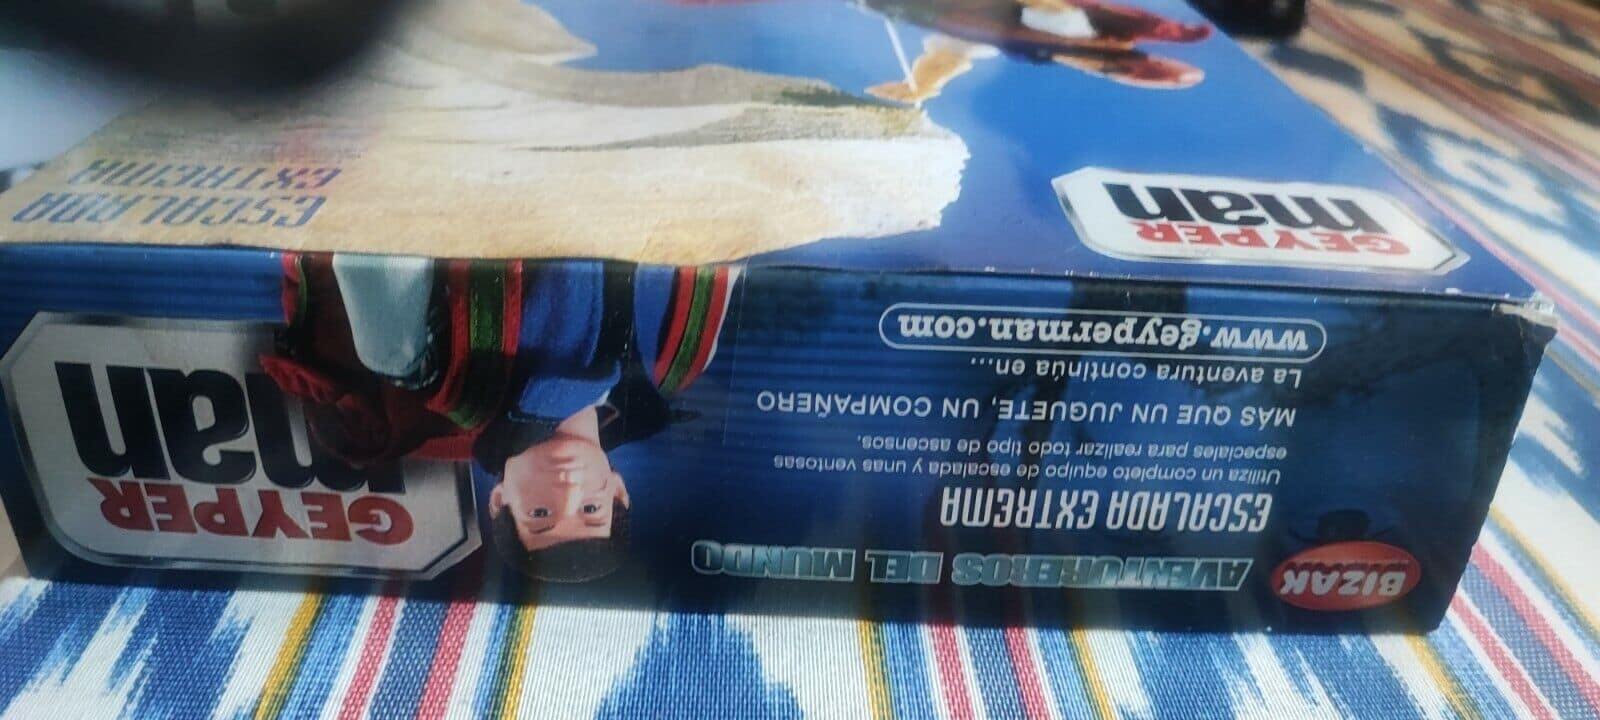 BIZAK
AVENTUREROS DEL MUNDO
ESCALADA EXTREMA
Utiliza un completo equipo de escalada y unas ventosas
especiales para realizar todo tipo de ascensos.
MÁS QUE UN JUGUETE, UN COMPAÑERO
La aventura continúa en...
www.geyperman.com
GEYPER
man
GEYPER
man
ESCALADA
EXTREMA